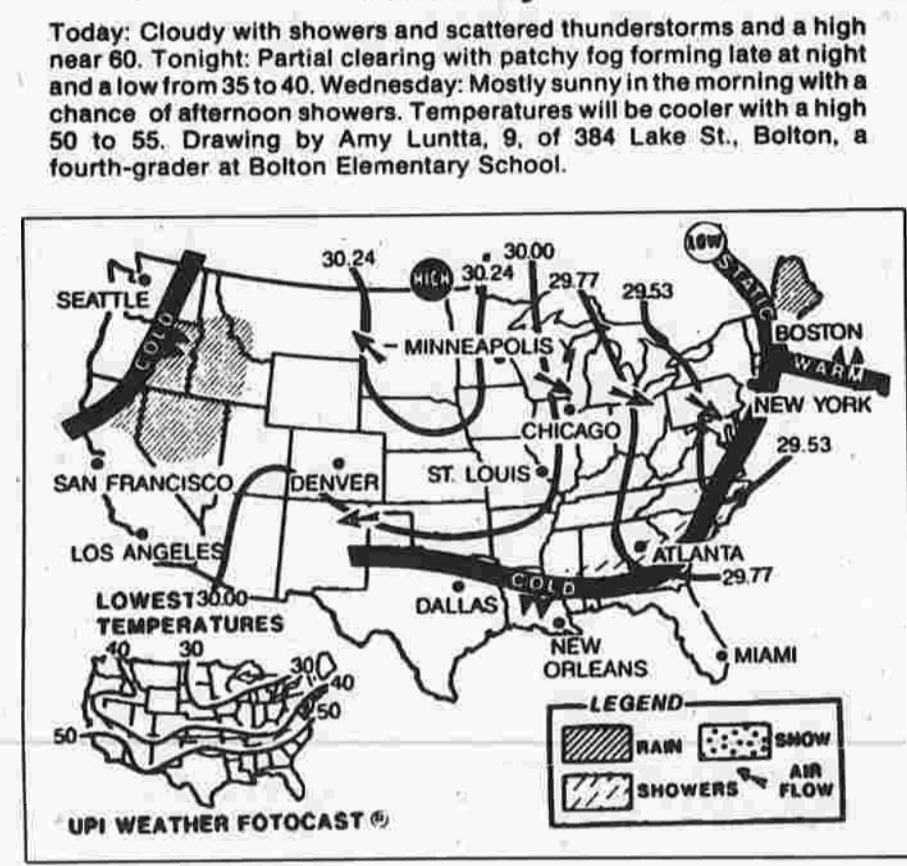 Today: Cloudy with showers and scattered thunderstorms and a high
near 60. Tonight: Partial clearing with patchy fog forming late at night
and a low from 35 to 40. Wednesday: Mostly sunny in the morning with a
chance of afternoon showers. Temperatures will be cooler with a high
50 to 55. Drawing by Amy Luntta, 9, of 384 Lake St., Bolton, a
fourth-grader at Bolton Elementary School.
LOW
30.24
HIGH
30.24
30.00
29.77
29.53
STATC
SEATTLE
COLD
MINNEAPOLIS
BOSTON
WARM
NEW YORK
CHICAGO
29.53
SAN FRANCISCO
DENVER
ST. LOUIS
LOS ANGELES
ATLANTA
29.77
COLD
DALLAS
LOWEST 30.00
TEMPERATURES
NEW
ORLEANS
MIAMI
40
30
30
40
50
50
LEGEND
RAIN
SNOW
SHOWERS
AIR
FLOW
UPI WEATHER FOTOCAST ®